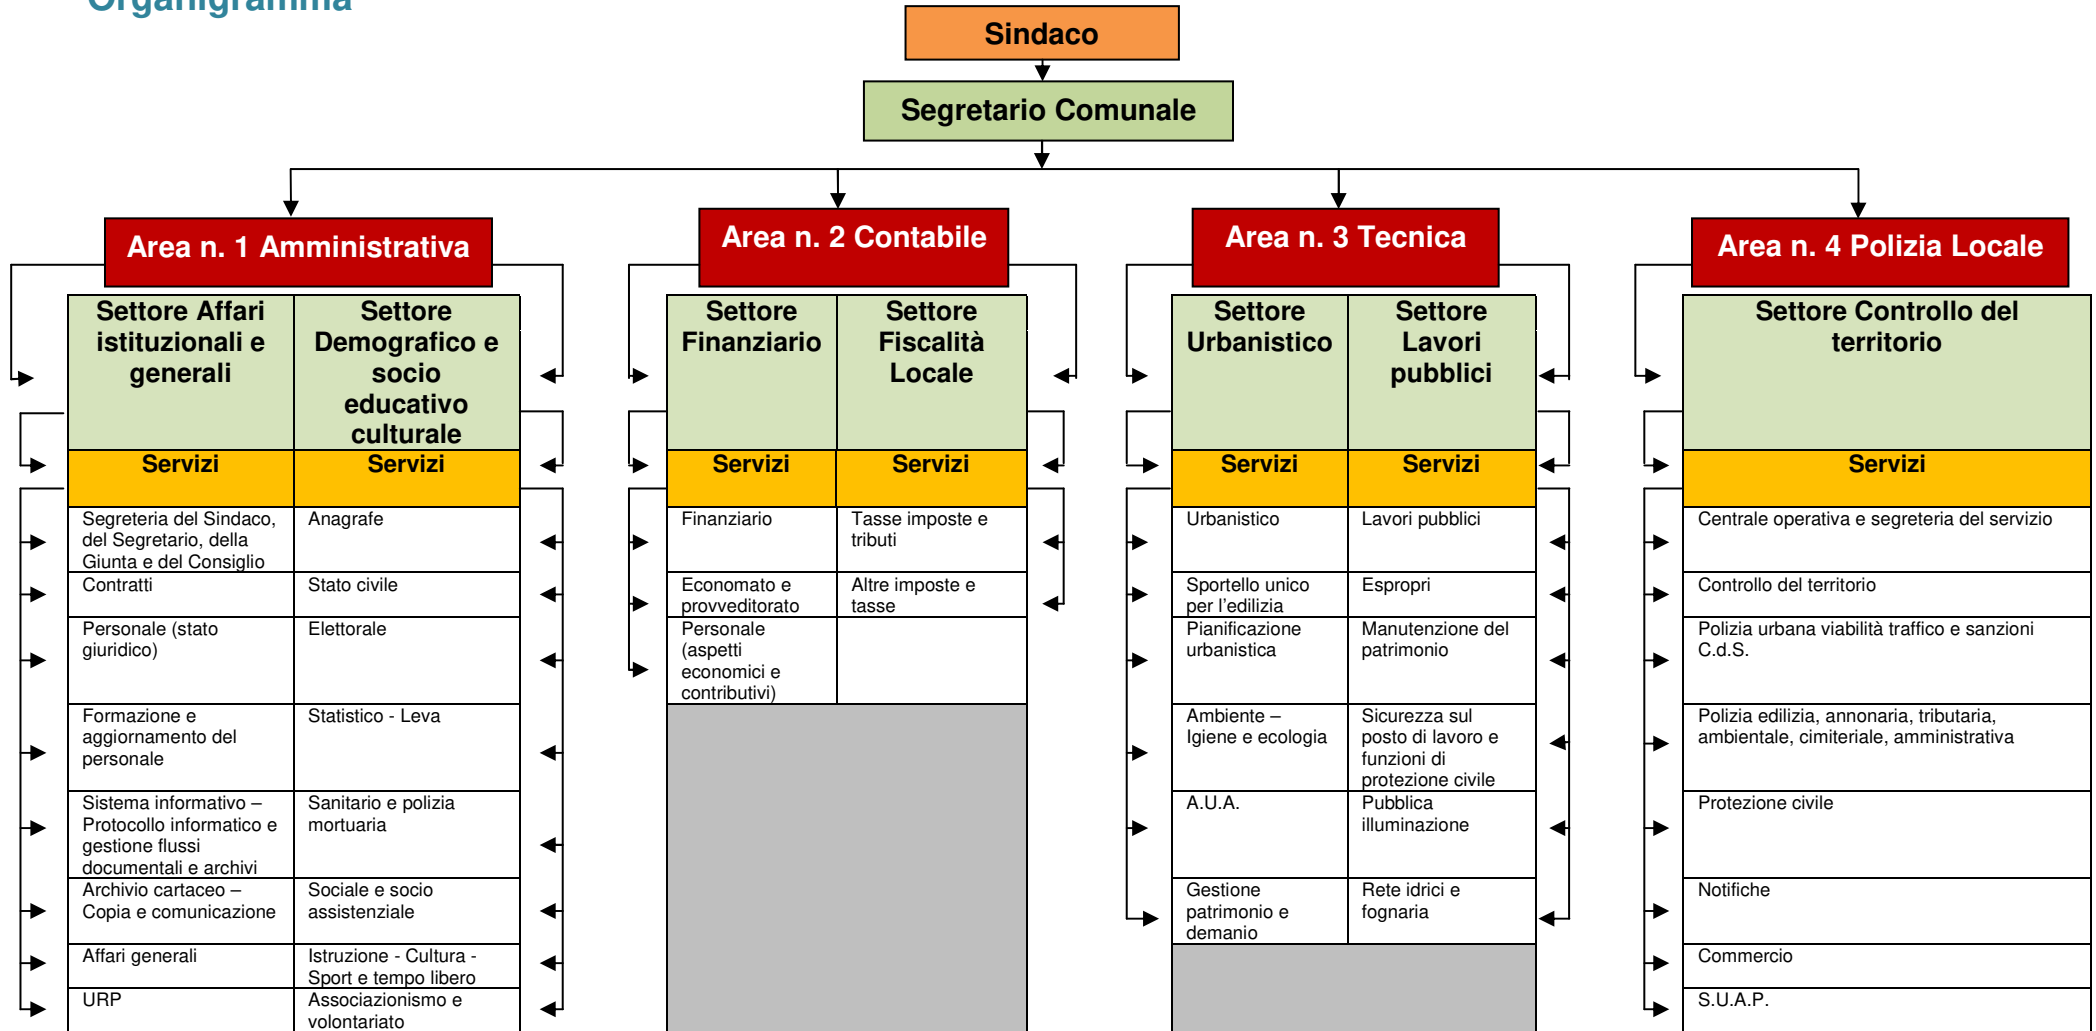 Organigramma
Sindaco
Segretario Comunale
Area n. 1 Amministrativa
Area n. 2 Contabile
Area n. 3 Tecnica
Area n. 4 Polizia Locale
Settore Affari
istituzionali e
generali
Settore
Demografico e
socio
educativo
culturale
Servizi
Servizi
Segreteria del Sindaco,
del Segretario, della
Giunta e del Consiglio
Anagrafe
Contratti
Stato civile
Personale (stato
giuridico)
Elettorale
Formazione e
aggiornamento del
personale
Statistico - Leva
Sistema informativo –
Protocollo informatico e
gestione flussi
documentali e archivi
Sanitario e polizia
mortuaria
Archivio cartaceo –
Copia e comunicazione
Sociale e socio
assistenziale
Affari generali
Istruzione - Cultura -
Sport e tempo libero
URP
Associazionismo e
volontariato
Settore
Finanziario
Settore
Fiscalità
Locale
Servizi
Servizi
Finanziario
Tasse imposte e
tributi
Economato e
provveditorato
Altre imposte e
tasse
Personale
(aspetti
economici e
contributivi)
Settore
Urbanistico
Settore
Lavori
pubblici
Servizi
Servizi
Urbanistico
Lavori pubblici
Sportello unico
per l'edilizia
Espropri
Pianificazione
urbanistica
Manutenzione del
patrimonio
Ambiente –
Igiene e ecologia
Sicurezza sul
posto di lavoro e
funzioni di
protezione civile
A.U.A.
Pubblica
illuminazione
Gestione
patrimonio e
demanio
Rete idrici e
fognaria
Settore Controllo del
territorio
Servizi
Centrale operativa e segreteria del servizio
Controllo del territorio
Polizia urbana viabilità traffico e sanzioni
C.d.S.
Polizia edilizia, annonaria, tributaria,
ambientale, cimiteriale, amministrativa
Protezione civile
Notifiche
Commercio
S.U.A.P.